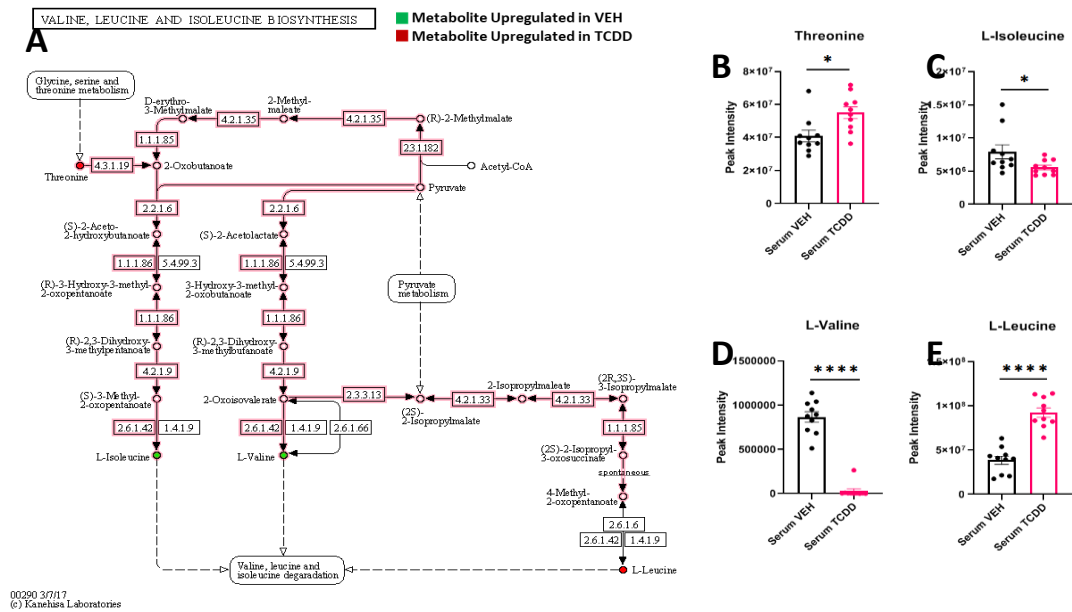 VALINE, LEUCINE AND ISOLEUCINE BIOSYNTHESIS
Metabolite Upregulated in VEH
Metabolite Upregulated in TCDD
A
Glycine, serine and
threonine metabolism
D-erythro-
3-Methylmalate
4.2.1.35
2-Methyl-
maleate
4.2.1.35
(R)-2-Methylmalate
1.1.1.85
2.3.1.182
Threonine
4.3.1.19
2-Oxobutanoate
Acetyl-CoA
Pyruvate
2.2.1.6
2.2.1.6
(S)-2-Aceto-
2-hydroxybutanoate
(S)-2-Acetolactate
1.1.1.86
5.4.99.3
1.1.1.86
5.4.99.3
(R)-3-Hydroxy-3-methyl-
2-oxopentanoate
3-Hydroxy-3-methyl-
2-oxobutanoate
Pyruvate
metabolism
1.1.1.86
1.1.1.86
(R)-2,3-Dihydroxy-
3-methylpentanoate
(R)-2,3-Dihydroxy-
3-methylbutanoate
4.2.1.9
4.2.1.9
(S)-3-Methyl-
2-oxopentanoate
2-Oxoisovalerate
2.3.3.13
(2S)-
2-Isopropylmalate
4.2.1.33
2-Isopropylmaleate
4.2.1.33
(2R,3S)-
3-Isopropylmalate
2.6.1.42
1.4.1.9
2.6.1.42
1.4.1.9
2.6.1.66
1.1.1.85
L-Isoleucine
L-Valine
(2S)-2-Isopropyl-
3-oxosuccinate
spontaneous
4-Methyl-
2-oxopentanoate
2.6.1.6
2.6.1.42
1.4.1.9
Valine, leucine and
isoleucine degradation
L-Leucine
00290 3/7/17
(c) Kanehisa Laboratories
B
Threonine
*
Peak Intensity
8×10⁷
6×10⁷
4×10⁷
2×10⁷
0
Serum VEH
Serum TCDD
C
L-Isoleucine
*
Peak Intensity
2×10⁷
1.5×10⁷
1×10⁷
5×10⁶
0
Serum VEH
Serum TCDD
D
L-Valine
****
Peak Intensity
1500000
1000000
500000
0
Serum VEH
Serum TCDD
E
L-Leucine
****
Peak Intensity
1.5×10⁸
1×10⁸
5×10⁷
0
Serum VEH
Serum TCDD